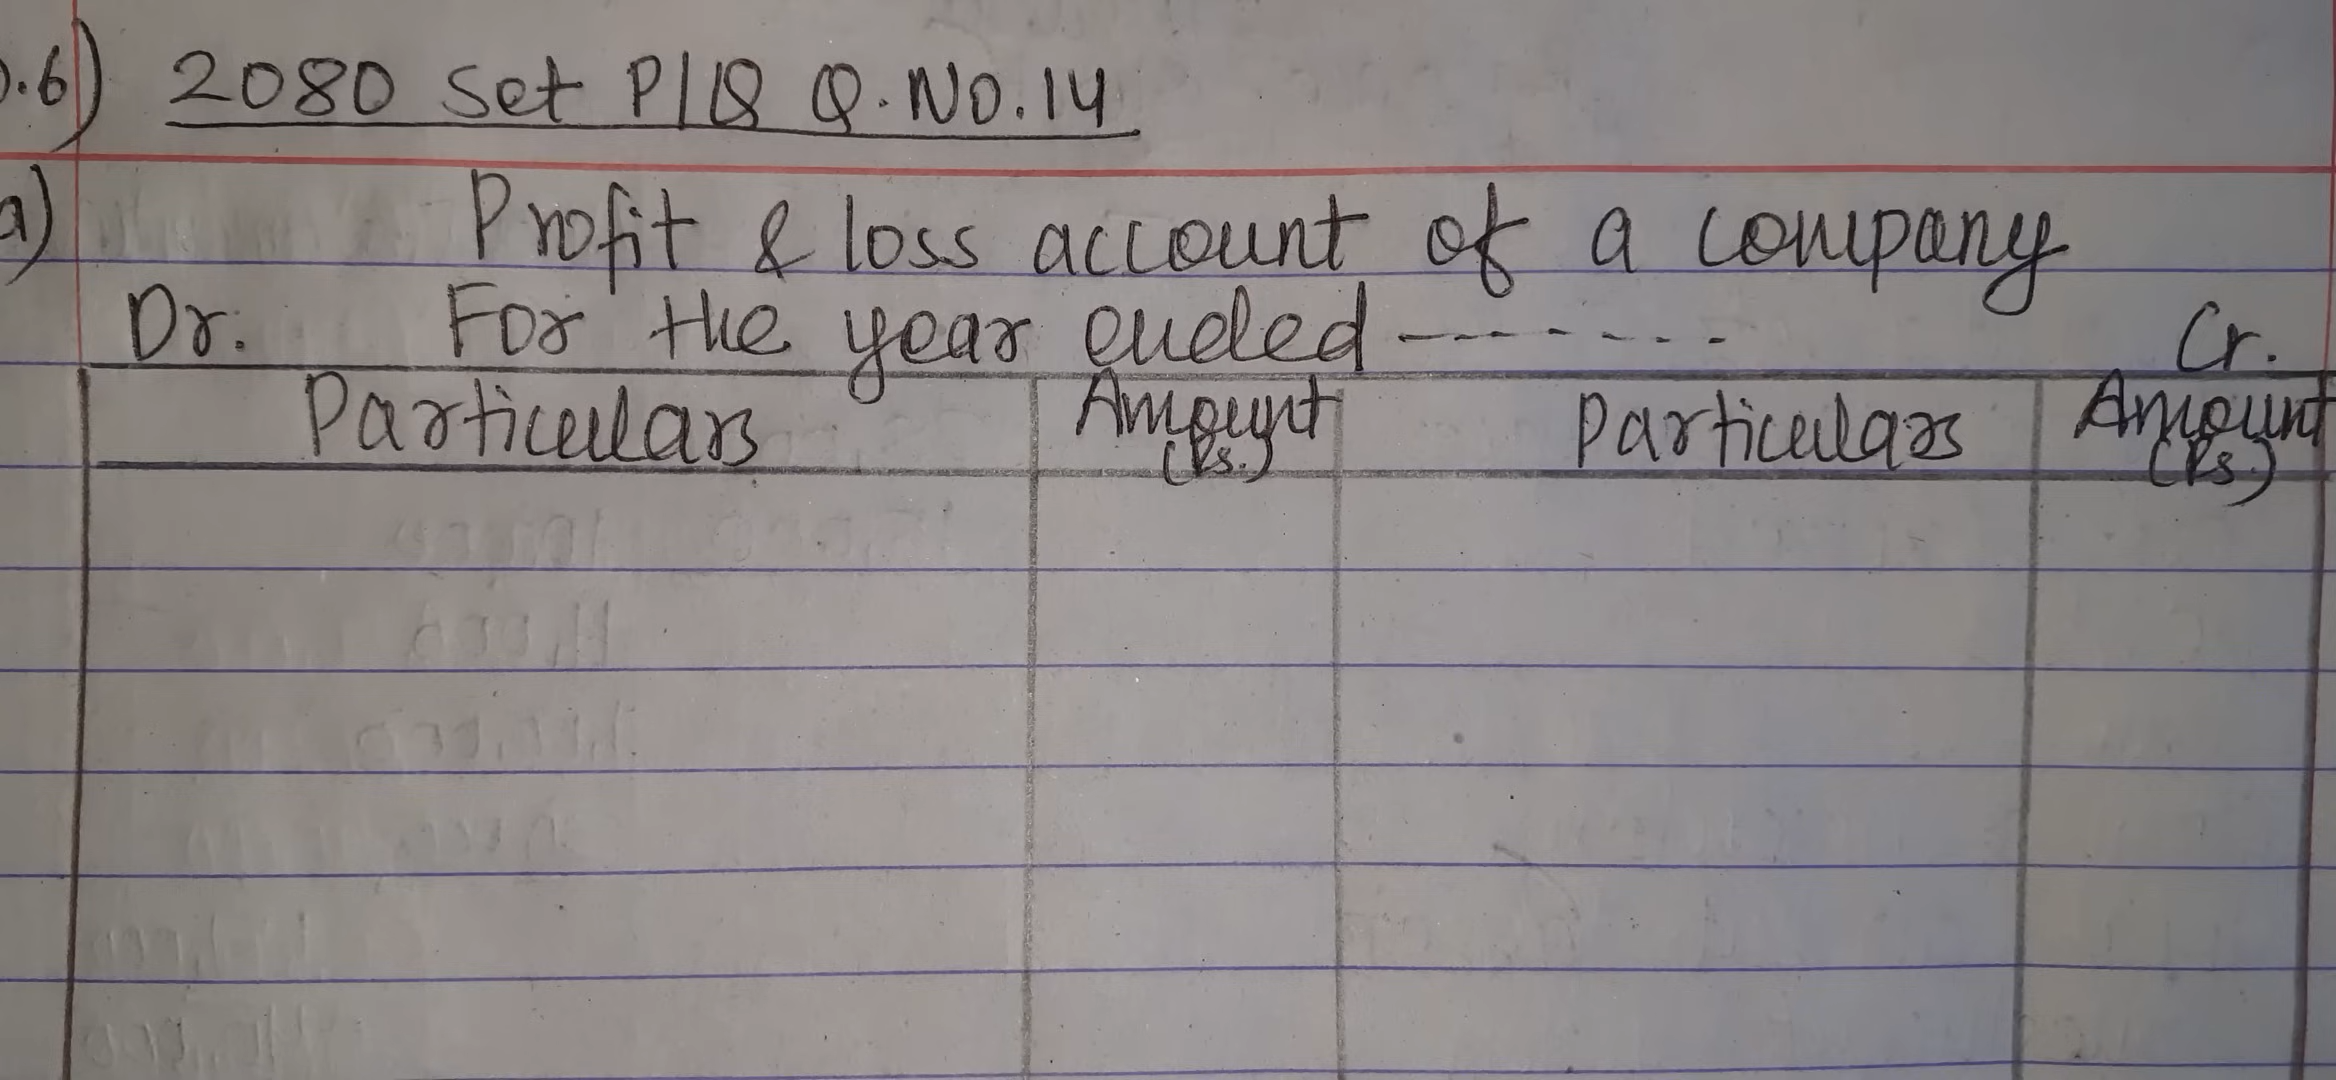 .6) 2080 Set P/Q Q.No.14
a) Profit & loss account of a company
Dr. For the year ended ------- Cr.
Particulars Amount (Rs.) Particulars Amount (Rs.)